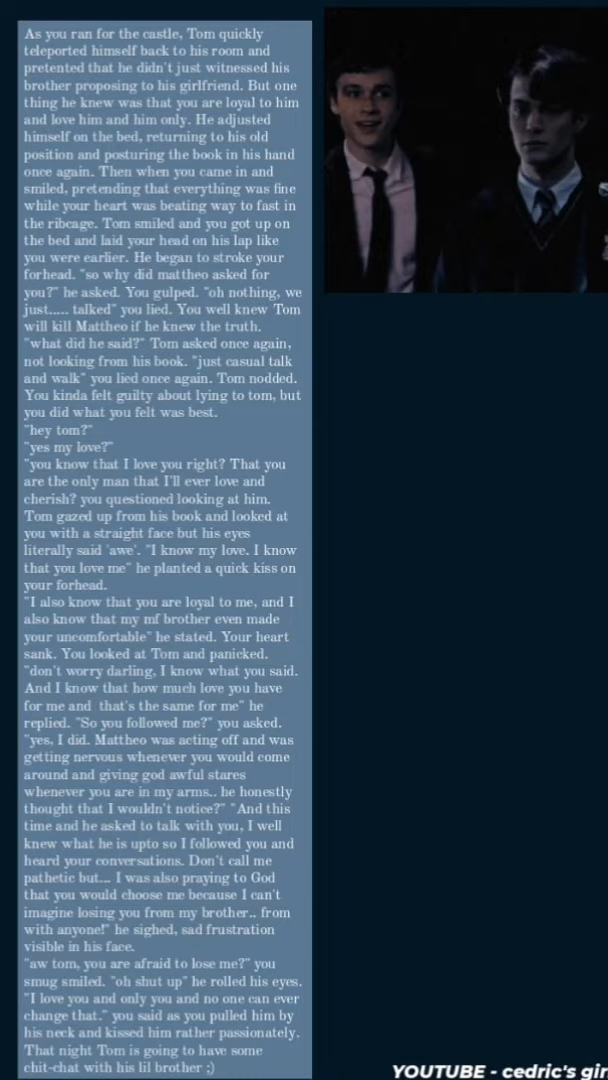 As you ran for the castle, Tom quickly
teleported himself back to his room and
pretented that he didn't just witnessed his
brother proposing to his girlfriend. But one
thing he knew was that you are loyal to him
and love him and him only. He adjusted
himself on the bed, returning to his old
position and posturing the book in his hand
once again. Then when you came in and
smiled, pretending that everything was fine
while your heart was beating way to fast in
the ribcage. Tom smiled and you got up on
the bed and laid your head on his lap like
you were earlier. He began to stroke your
forhead. "so why did mattheo asked for
you?" he asked. You gulped. "oh nothing, we
just..... talked" you lied. You well knew Tom
will kill Mattheo if he knew the truth.
"what did he said?" Tom asked once again,
not looking from his book. "just casual talk
and walk" you lied once again. Tom nodded.
You kinda felt guilty about lying to tom, but
you did what you felt was best.
"hey tom?"
"yes my love?"
"you know that I love you right? That you
are the only man that I'll ever love and
cherish? you questioned looking at him.
Tom gazed up from his book and looked at
you with a straight face but his eyes
literally said 'awe'. "I know my love. I know
that you love me" he planted a quick kiss on
your forhead.
"I also know that you are loyal to me, and I
also know that my mf brother even made
your uncomfortable" he stated. Your heart
sank. You looked at Tom and panicked.
"don't worry darling, I know what you said.
And I know that how much love you have
for me and that's the same for me" he
replied. "So you followed me?" you asked.
"yes, I did. Mattheo was acting off and was
getting nervous whenever you would come
around and giving god awful stares
whenever you are in my arms.. he honestly
thought that I wouldn't notice?" "And this
time and he asked to talk with you, I well
knew what he is upto so I followed you and
heard your conversations. Don't call me
pathetic but... I was also praying to God
that you would choose me because I can't
imagine losing you from my brother.. from
with anyone!" he sighed, sad frustration
visible in his face.
"aw tom, you are afraid to lose me?" you
smug smiled. "oh shut up" he rolled his eyes.
"I love you and only you and no one can ever
change that." you said as you pulled him by
his neck and kissed him rather passionately.
That night Tom is going to have some
chit-chat with his lil brother ;)
YOUTUBE - cedric's gir